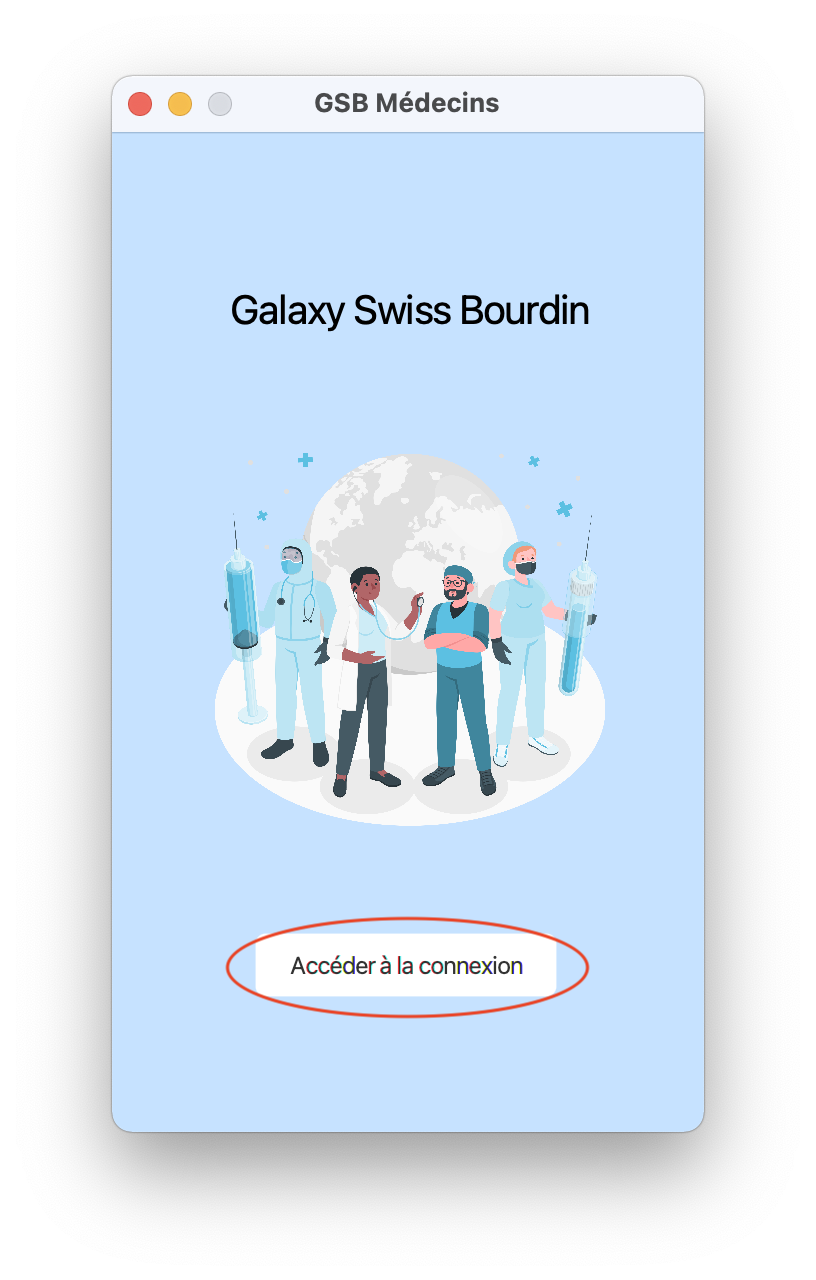 GSB Médecins
Galaxy Swiss Bourdin
Accéder à la connexion